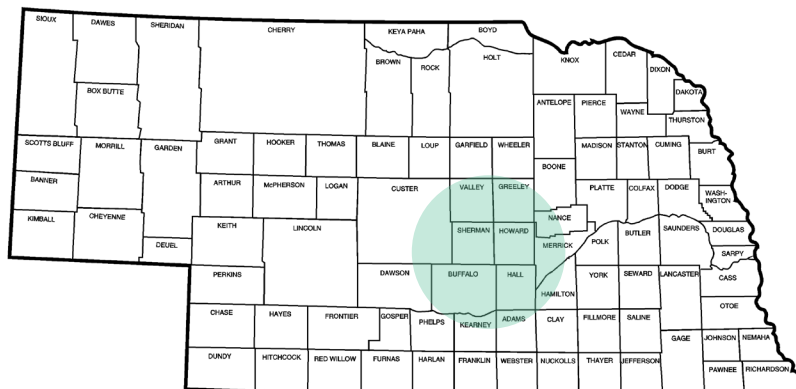 SIOUX
DAWES
SHERIDAN
CHERRY
KEYA PAHA
BOYD
BROWN
ROCK
HOLT
KNOX
CEDAR
DIXON
DAKOTA
BOX BUTTE
ANTELOPE
PIERCE
WAYNE
THURSTON
SCOTTS BLUFF
MORRILL
GARDEN
GRANT
HOOKER
THOMAS
BLAINE
LOUP
GARFIELD
WHEELER
BOONE
MADISON
STANTON
CUMING
BURT
BANNER
ARTHUR
McPHERSON
LOGAN
CUSTER
VALLEY
GREELEY
PLATTE
COLFAX
DODGE
WASH-
INGTON
KIMBALL
CHEYENNE
DEUEL
KEITH
LINCOLN
SHERMAN
HOWARD
NANCE
MERRICK
POLK
BUTLER
SAUNDERS
DOUGLAS
SARPY
PERKINS
DAWSON
BUFFALO
HALL
HAMILTON
YORK
SEWARD
LANCASTER
CASS
OTOE
CHASE
HAYES
FRONTIER
GOSPER
PHELPS
KEARNEY
ADAMS
CLAY
FILLMORE
SALINE
GAGE
JOHNSON
NEMAHA
DUNDY
HITCHCOCK
RED WILLOW
FURNAS
HARLAN
FRANKLIN
WEBSTER
NUCKOLLS
THAYER
JEFFERSON
PAWNEE
RICHARDSON